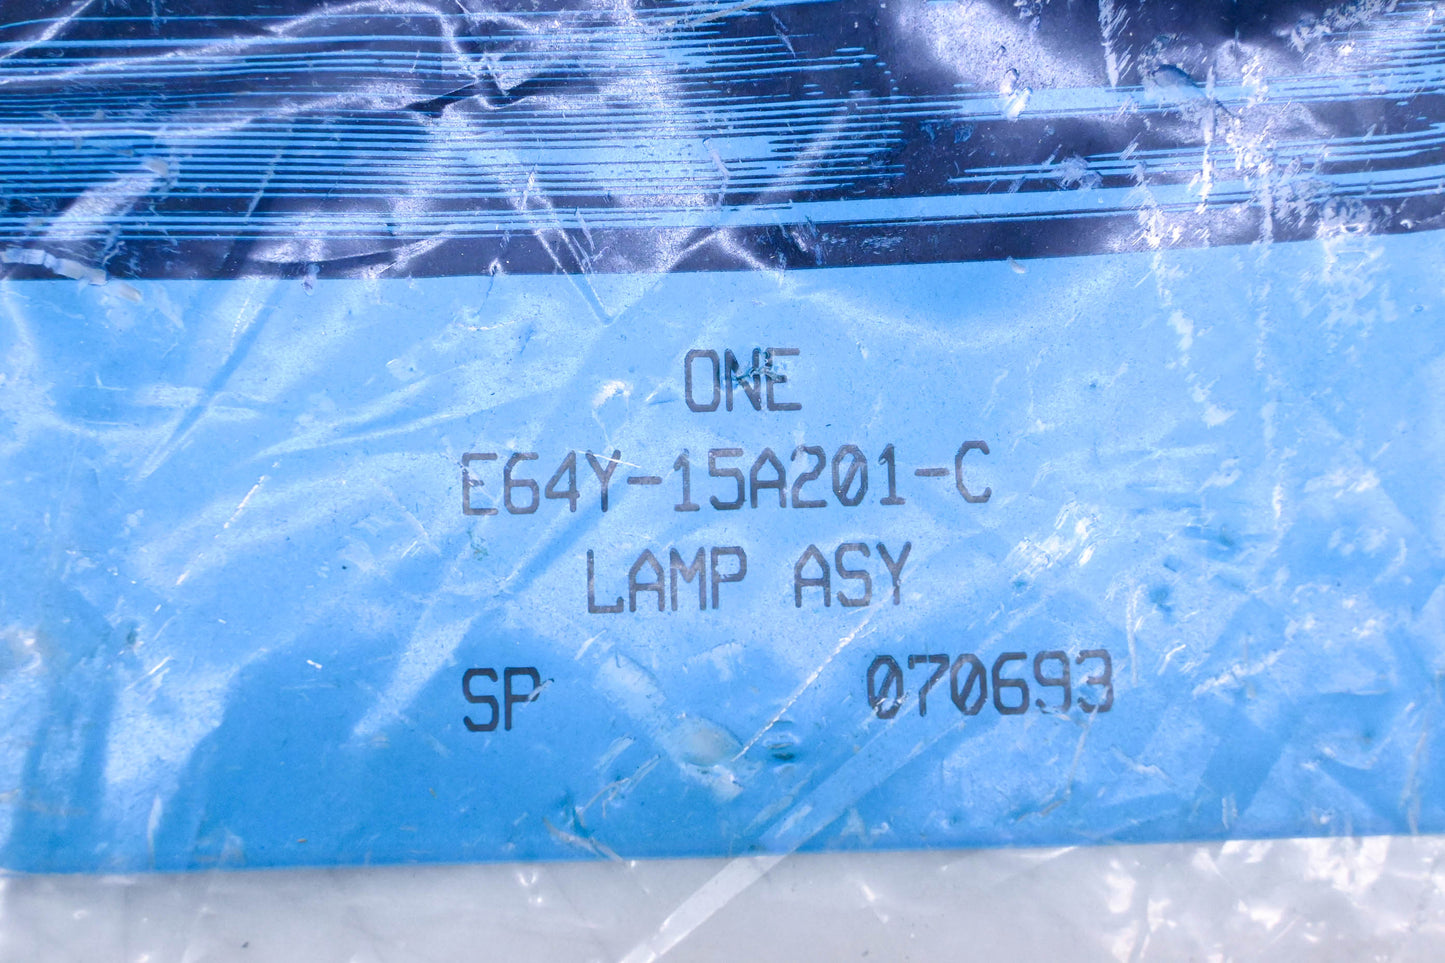 ONE
E64Y-15A201-C
LAMP ASY
SP 070693